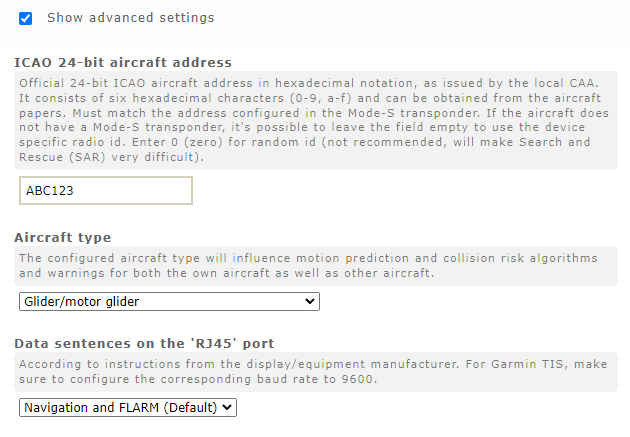 Show advanced settings
ICAO 24-bit aircraft address
Official 24-bit ICAO aircraft address in hexadecimal notation, as issued by the local CAA.
It consists of six hexadecimal characters (0-9, a-f) and can be obtained from the aircraft
papers. Must match the address configured in the Mode-S transponder. If the aircraft does
not have a Mode-S transponder, it's possible to leave the field empty to use the device
specific radio id. Enter 0 (zero) for random id (not recommended, will make Search and
Rescue (SAR) very difficult).
ABC123
Aircraft type
The configured aircraft type will influence motion prediction and collision risk algorithms
and warnings for both the own aircraft as well as other aircraft.
Glider/motor glider
Data sentences on the 'RJ45' port
According to instructions from the display/equipment manufacturer. For Garmin TIS, make
sure to configure the corresponding baud rate to 9600.
Navigation and FLARM (Default)